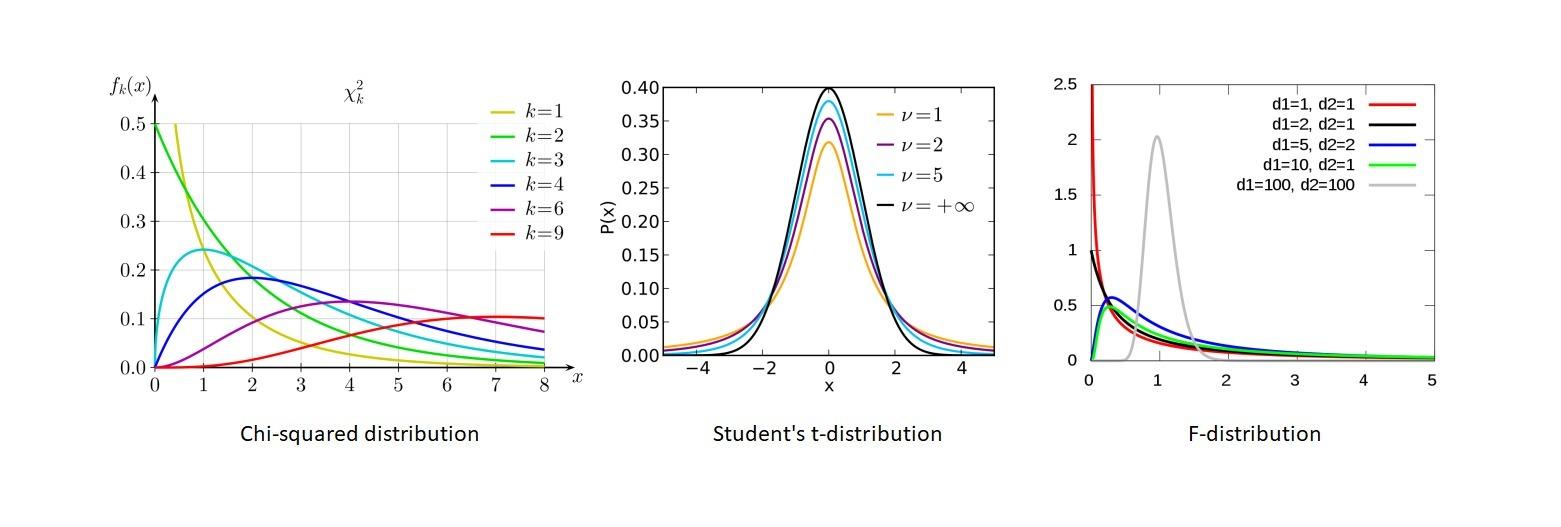 f_k(x)
χ²_k
0.5
0.4
0.3
0.2
0.1
0.0
0 1 2 3 4 5 6 7 8
x
k=1
k=2
k=3
k=4
k=6
k=9
Chi-squared distribution
0.40
0.35
0.30
0.25
0.20
0.15
0.10
0.05
0.00
P(x)
−4 −2 0 2 4
x
ν=1
ν=2
ν=5
ν=+∞
Student's t-distribution
2.5
2
1.5
1
0.5
0
0 1 2 3 4 5
d1=1, d2=1
d1=2, d2=1
d1=5, d2=2
d1=10, d2=1
d1=100, d2=100
F-distribution